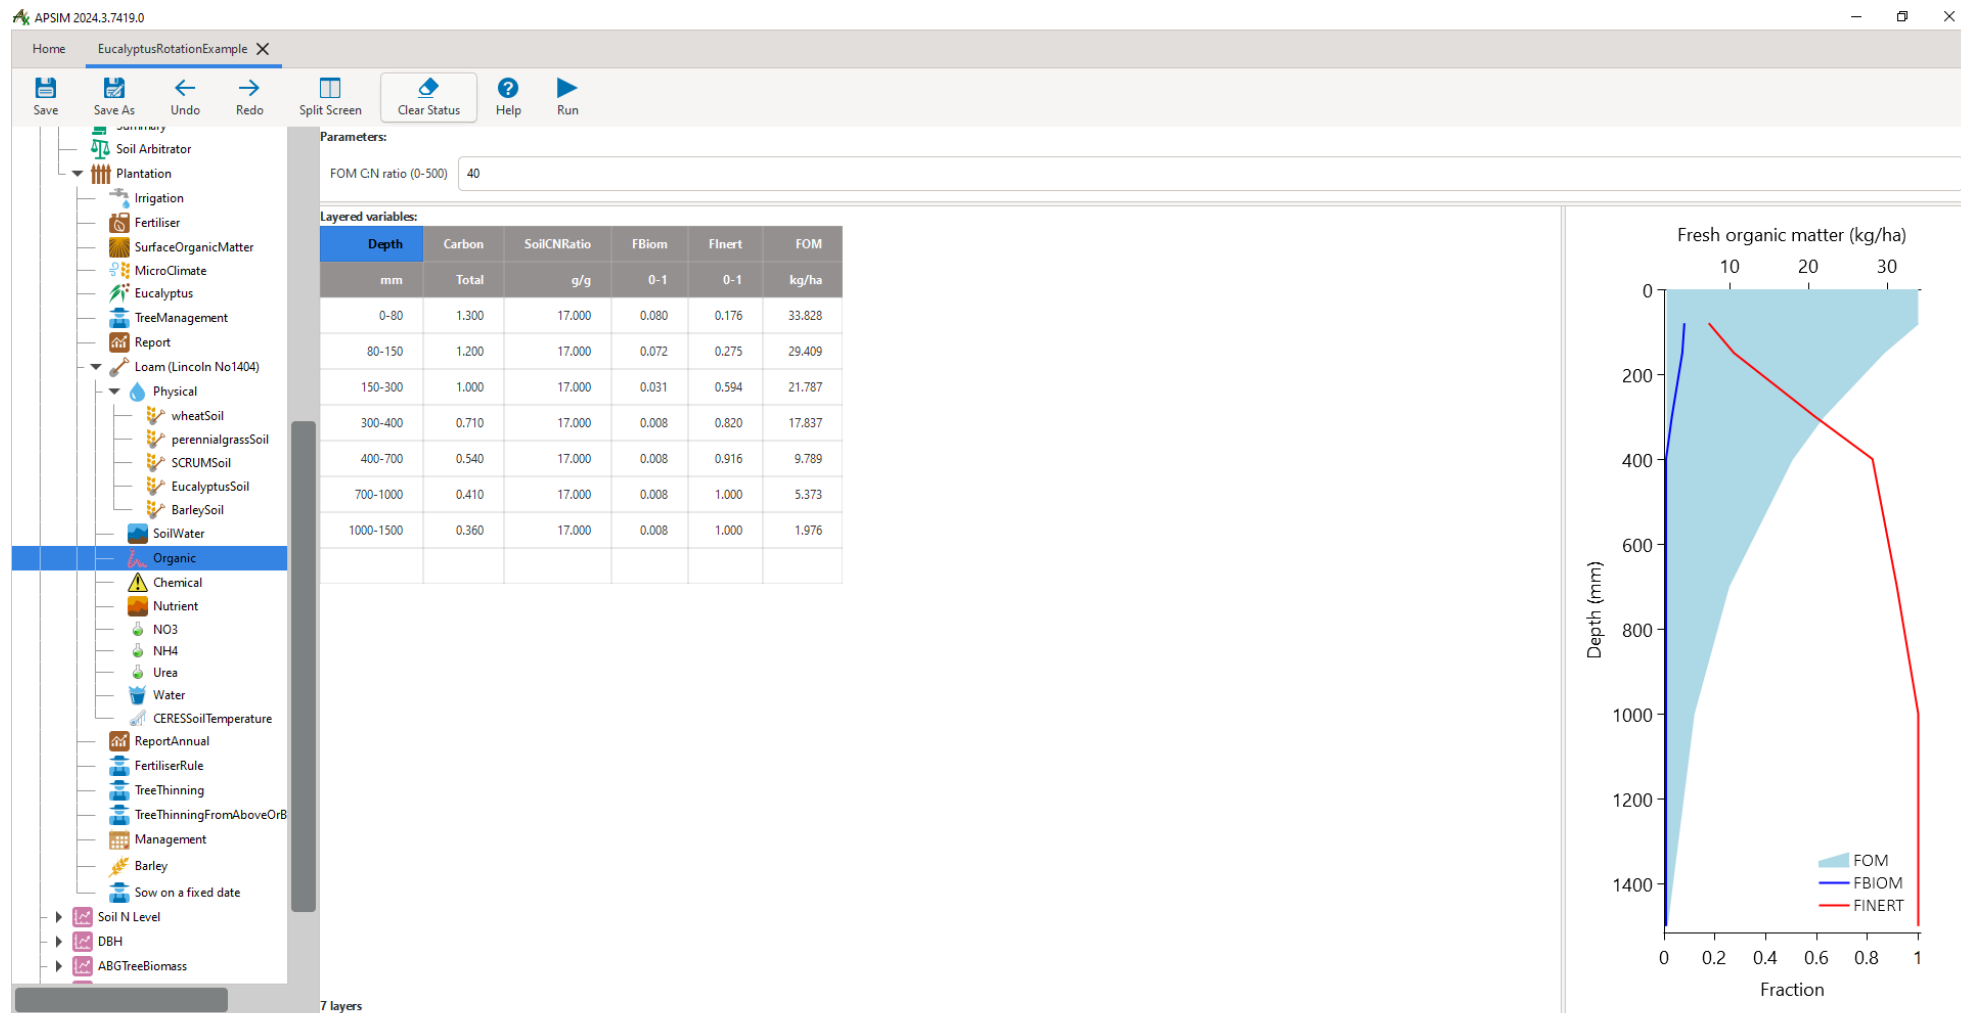 APSIM 2024.3.7419.0
Home EucalyptusRotationExample
Save Save As Undo Redo Split Screen Clear Status Help Run
Summary
Soil Arbitrator
Plantation
Irrigation
Fertiliser
SurfaceOrganicMatter
MicroClimate
Eucalyptus
TreeManagement
Report
Loam (Lincoln No1404)
Physical
wheatSoil
perennialgrassSoil
SCRUMSoil
EucalyptusSoil
BarleySoil
SoilWater
Organic
Chemical
Nutrient
NO3
NH4
Urea
Water
CERESSoilTemperature
ReportAnnual
FertiliserRule
TreeThinning
TreeThinningFromAboveOrB
Management
Barley
Sow on a fixed date
Soil N Level
DBH
ABGTreeBiomass
Parameters:
FOM C:N ratio (0-500) 40
Layered variables:
Depth Carbon SoilCNRatio FBiom FInert FOM
mm Total g/g 0-1 0-1 kg/ha
0-80 1.300 17.000 0.080 0.176 33.828
80-150 1.200 17.000 0.072 0.275 29.409
150-300 1.000 17.000 0.031 0.594 21.787
300-400 0.710 17.000 0.008 0.820 17.837
400-700 0.540 17.000 0.008 0.916 9.789
700-1000 0.410 17.000 0.008 1.000 5.373
1000-1500 0.360 17.000 0.008 1.000 1.976
7 layers
Fresh organic matter (kg/ha)
10 20 30
0
200
400
600
800
1000
1200
1400
Depth (mm)
FOM
FBIOM
FINERT
0 0.2 0.4 0.6 0.8 1
Fraction